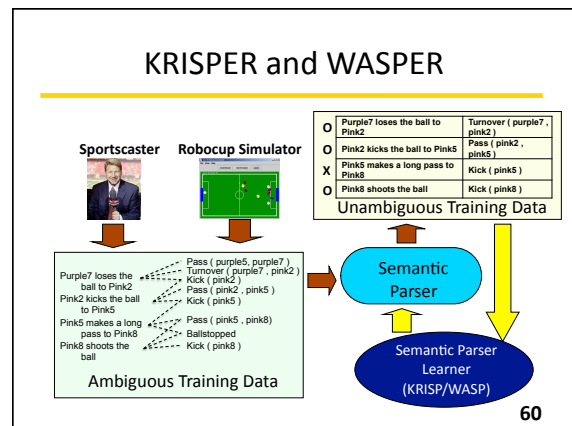 KRISPER and WASPER
Sportscaster
Robocup Simulator
O Purple7 loses the ball to Turnover ( purple7 ,
Pink2 pink2 )
O Pink2 kicks the ball to Pink5 Pass ( pink2 ,
pink5 )
X Pink5 makes a long pass to Kick ( pink5 )
Pink8
O Pink8 shoots the ball Kick ( pink8 )
Unambiguous Training Data
Purple7 loses the
ball to Pink2
Pink2 kicks the ball
to Pink5
Pink5 makes a long
pass to Pink8
Pink8 shoots the
ball
Pass ( purple5, purple7 )
Turnover ( purple7 , pink2 )
Kick ( pink2 )
Pass ( pink2 , pink5 )
Kick ( pink5 )
Pass ( pink5 , pink8)
Ballstopped
Kick ( pink8 )
Ambiguous Training Data
Semantic
Parser
Semantic Parser
Learner
(KRISP/WASP)
60